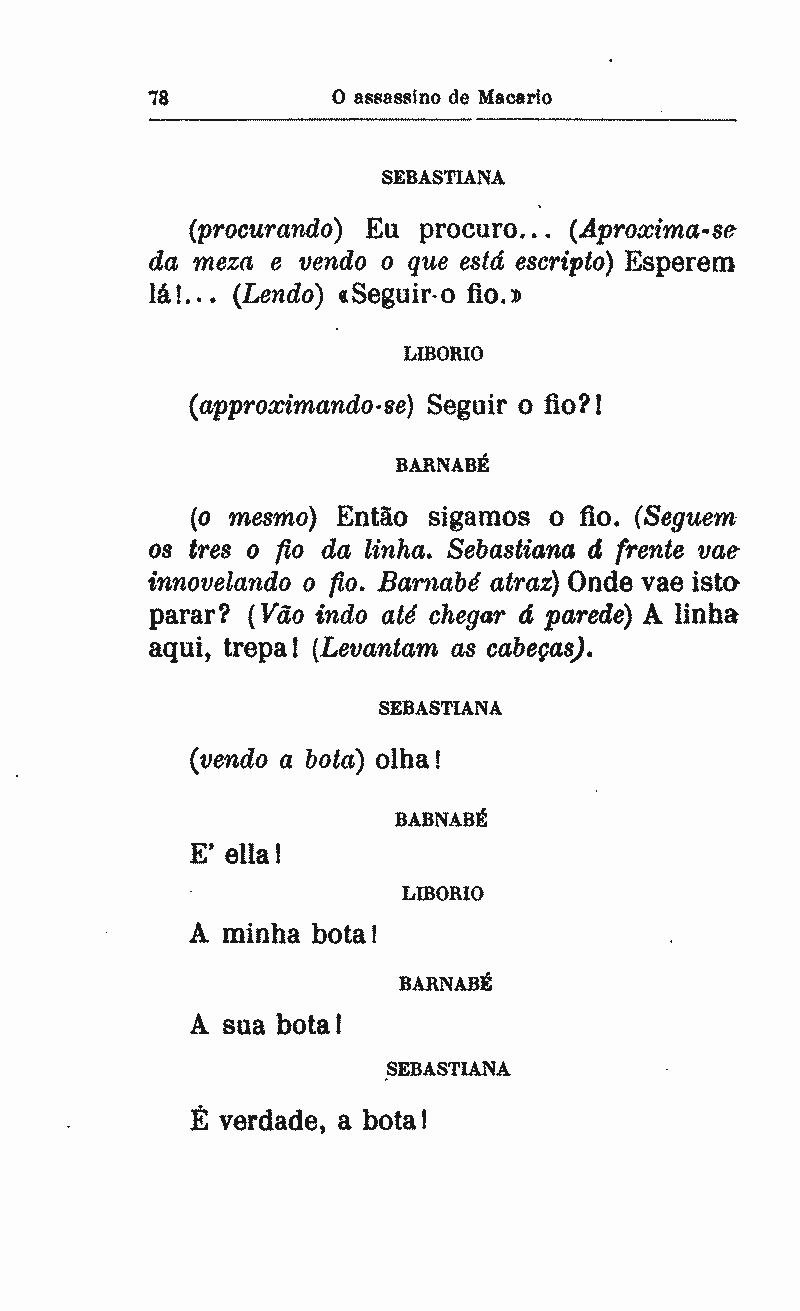 78 O assassino de Macario
SEBASTIANA
(procurando) Eu procuro... (Aproxima-se
da meza e vendo o que está escripto) Esperem
lá!... (Lendo) «Seguir-o fio.»
LIBORIO
(approximando-se) Seguir o fio?!
BARNABÉ
(o mesmo) Então sigamos o fio. (Seguem
os tres o fio da linha. Sebastiana á frente vae
innovelando o fio. Barnabé atraz) Onde vae isto
parar? (Vão indo até chegar á parede) A linha
aqui, trepa! (Levantam as cabeças).
SEBASTIANA
(vendo a bota) olha!
BABNABÉ
E' ella!
LIBORIO
A minha bota!
BARNABÉ
A sua bota!
SEBASTIANA
É verdade, a bota!